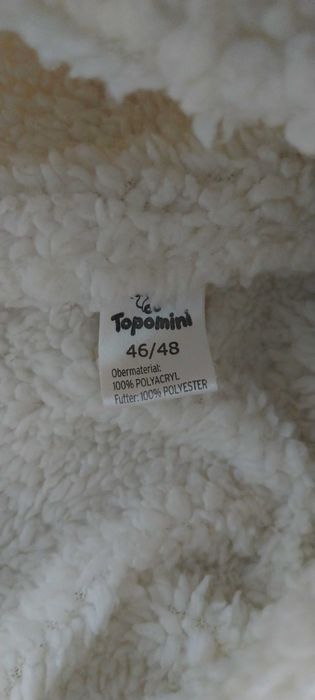 Topomini
46/48
Obermaterial:
100% POLYACRYL
Futter: 100% POLYESTER